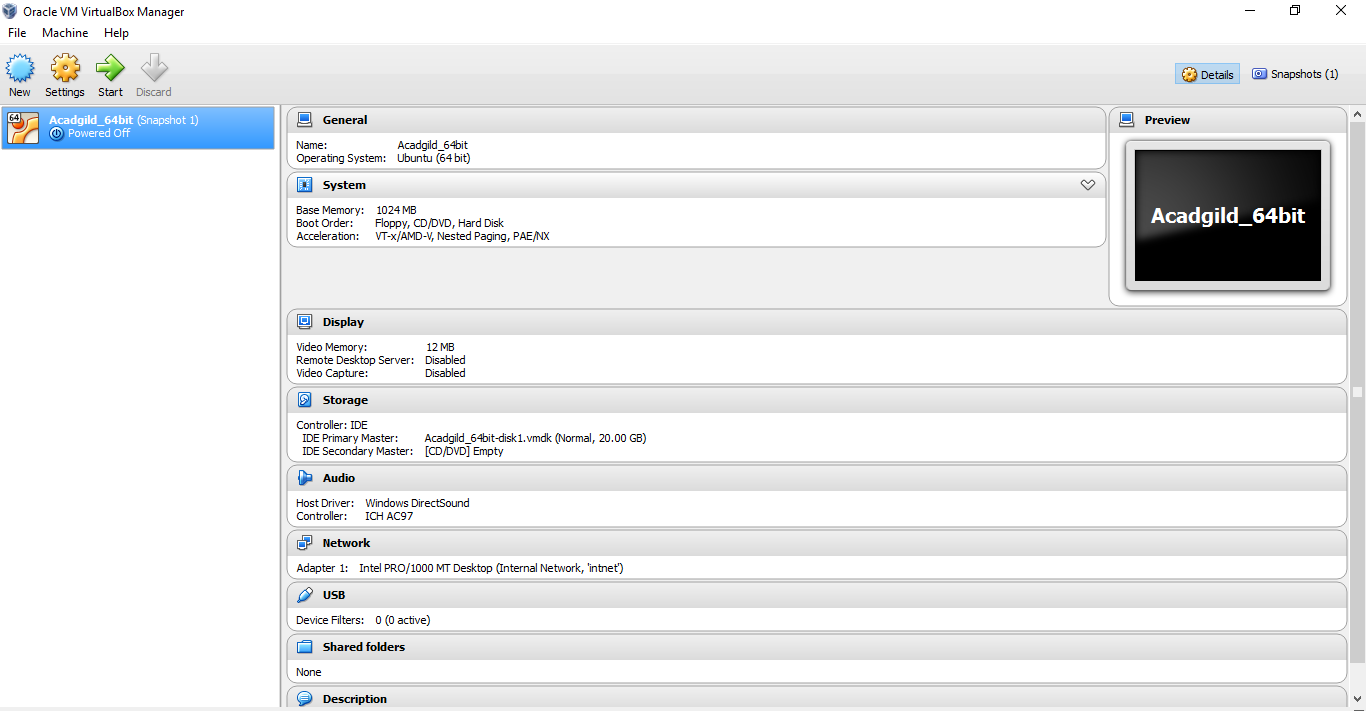 Oracle VM VirtualBox Manager
File Machine Help
New Settings Start Discard
Details Snapshots (1)
64 Acadgild_64bit (Snapshot 1)
Powered Off
General
Name: Acadgild_64bit
Operating System: Ubuntu (64 bit)
System
Base Memory: 1024 MB
Boot Order: Floppy, CD/DVD, Hard Disk
Acceleration: VT-x/AMD-V, Nested Paging, PAE/NX
Preview
Acadgild_64bit
Display
Video Memory: 12 MB
Remote Desktop Server: Disabled
Video Capture: Disabled
Storage
Controller: IDE
IDE Primary Master: Acadgild_64bit-disk1.vmdk (Normal, 20.00 GB)
IDE Secondary Master: [CD/DVD] Empty
Audio
Host Driver: Windows DirectSound
Controller: ICH AC97
Network
Adapter 1: Intel PRO/1000 MT Desktop (Internal Network, 'intnet')
USB
Device Filters: 0 (0 active)
Shared folders
None
Description